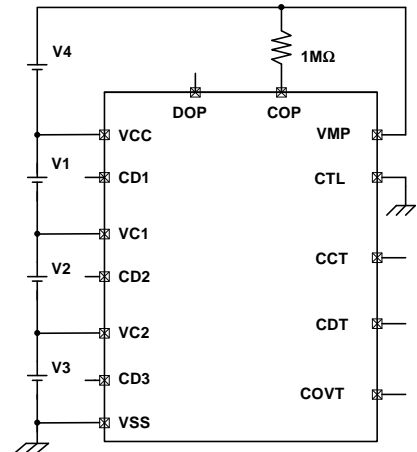 V4
1MΩ
DOP
COP
VCC
VMP
V1
CD1
CTL
VC1
V2
CCT
CD2
VC2
CDT
V3
CD3
COVT
VSS